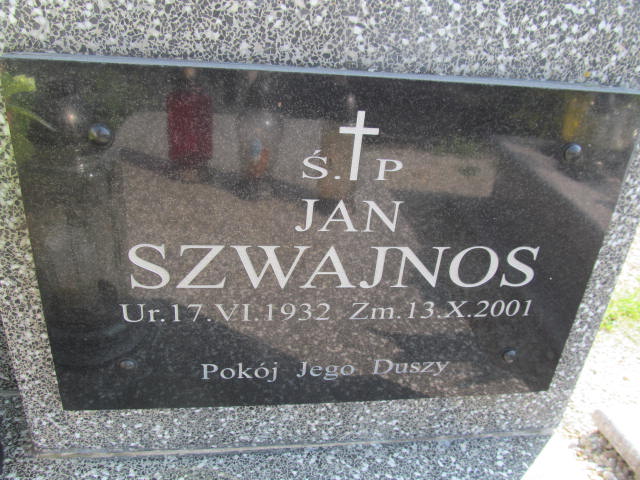 Ś.P
JAN
SZWAJNOS
Ur.17.VI.1932 Zm.13.X.2001
Pokój Jego Duszy